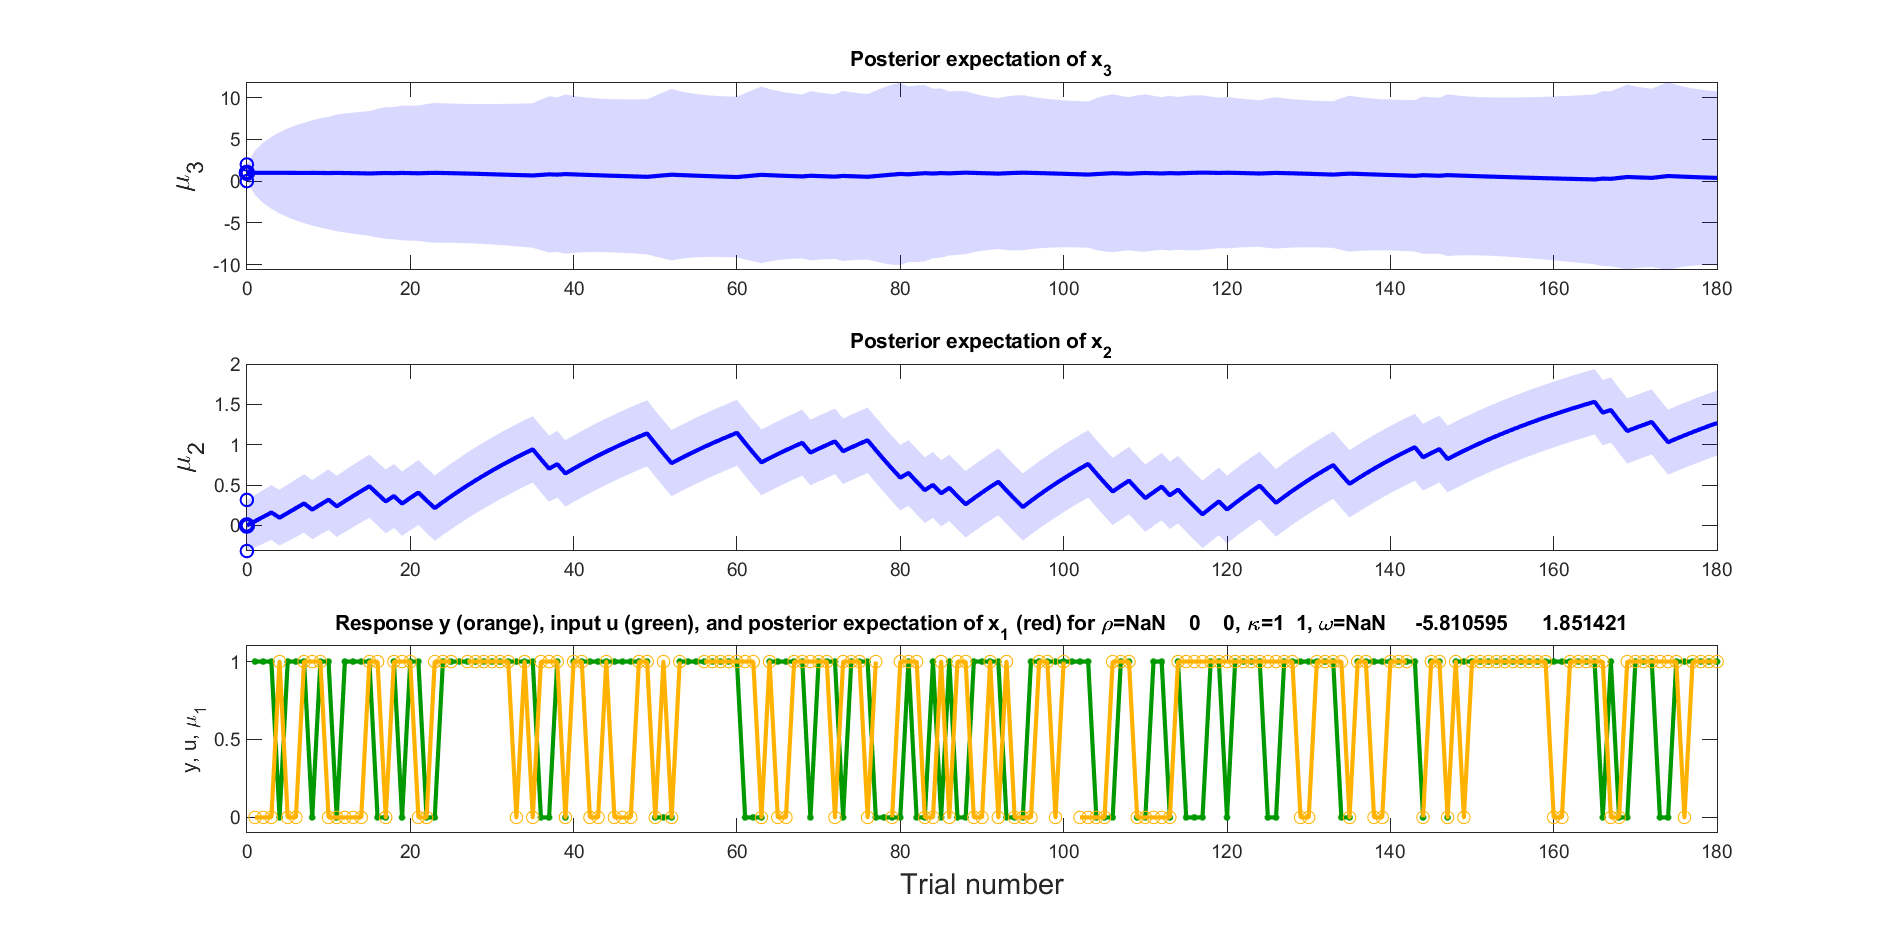 Posterior expectation of x3
μ3
10
5
0
-5
-10
0 20 40 60 80 100 120 140 160 180
Posterior expectation of x2
μ2
2
1.5
1
0.5
0
0 20 40 60 80 100 120 140 160 180
Response y (orange), input u (green), and posterior expectation of x1 (red) for ρ=NaN 0 0, κ=1 1, ω=NaN -5.810595 1.851421
y, u, μ1
1
0.5
0
0 20 40 60 80 100 120 140 160 180
Trial number